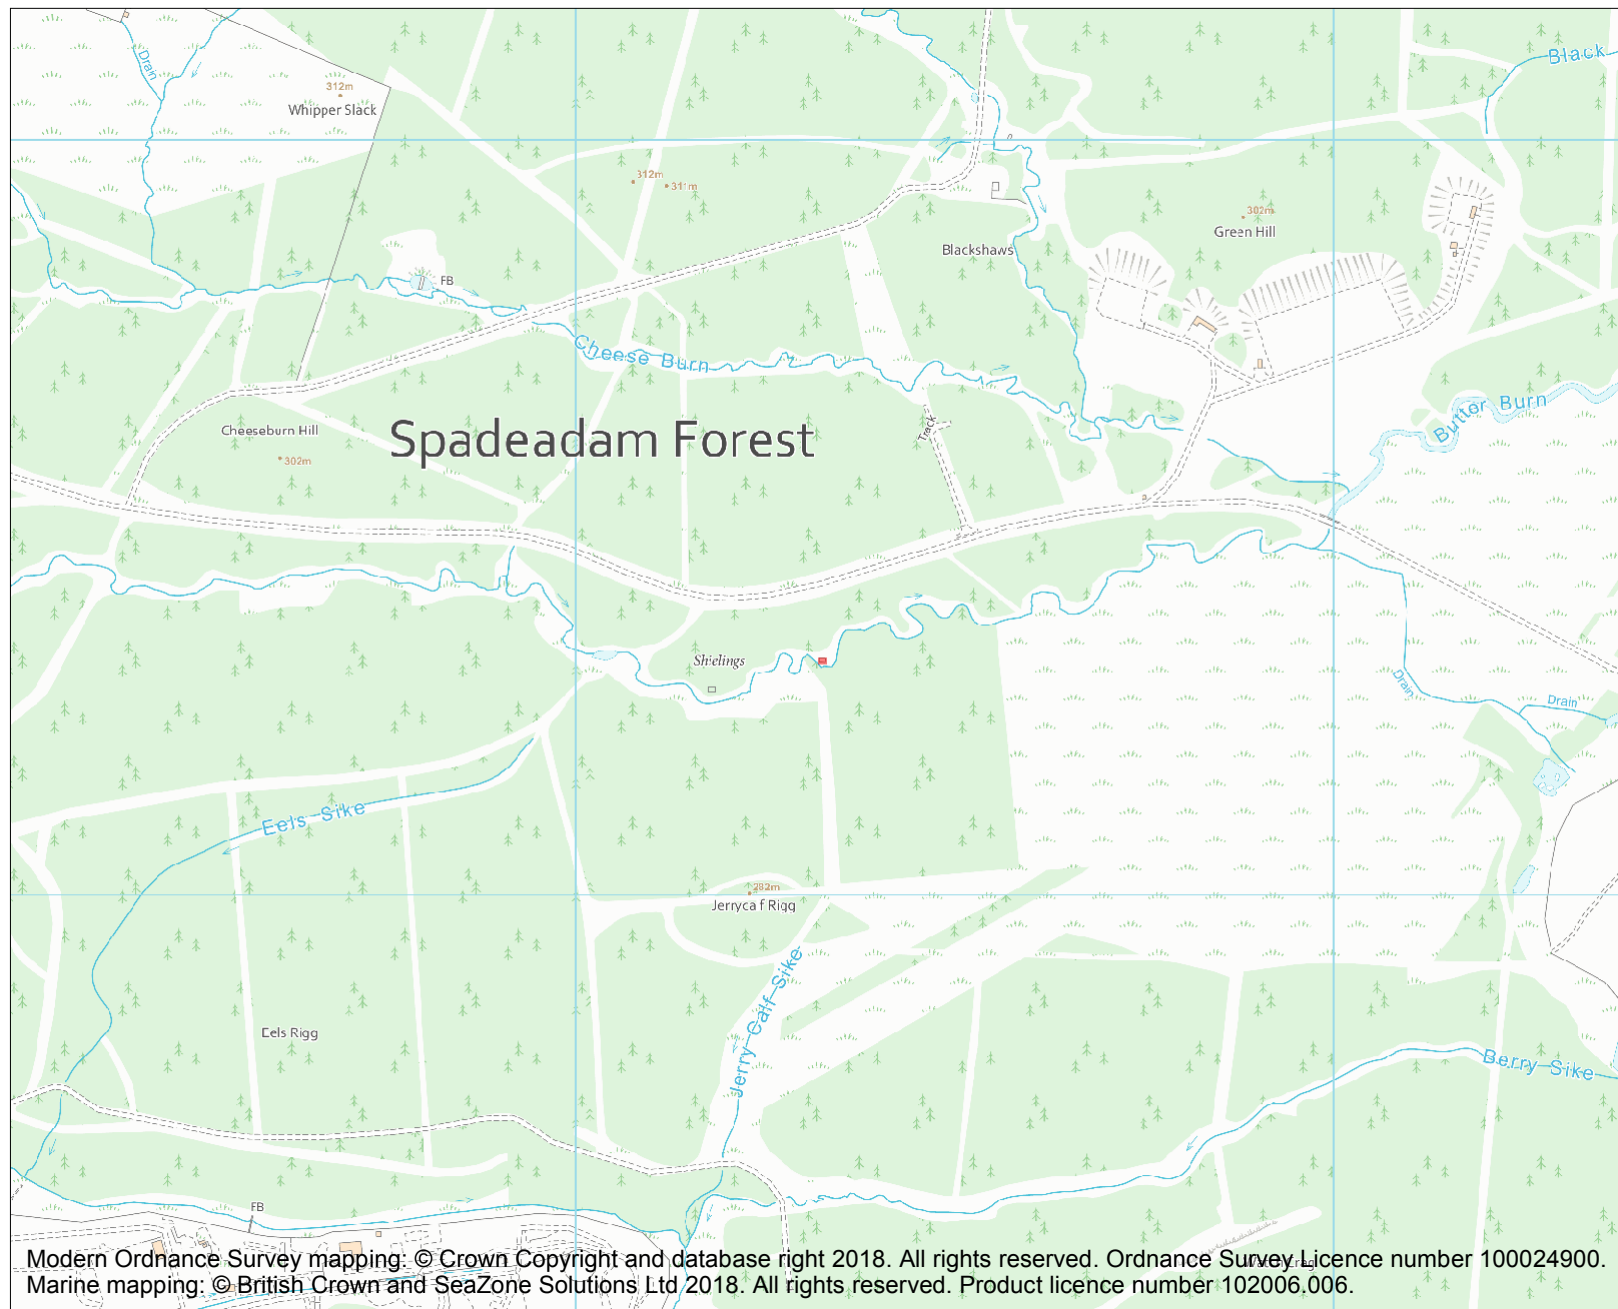 Drain
Black
312m
Whipper Slack
312m
311m
302m
Green Hill
Blackshaws
FB
Cheese Burn
Butter Burn
Track
Spadeadam Forest
Cheeseburn Hill
302m
Shielings
Drain
Drain
Eels Sike
282m
Jerryca f Rigg
Jerry Calf Sike
Eels Rigg
Berry Sike
FB
Modern Ordnance Survey mapping: © Crown Copyright and database right 2018. All rights reserved. Ordnance Survey Licence number 100024900.
Marine mapping: © British Crown and SeaZone Solutions Ltd 2018. All rights reserved. Product licence number 102006.006.